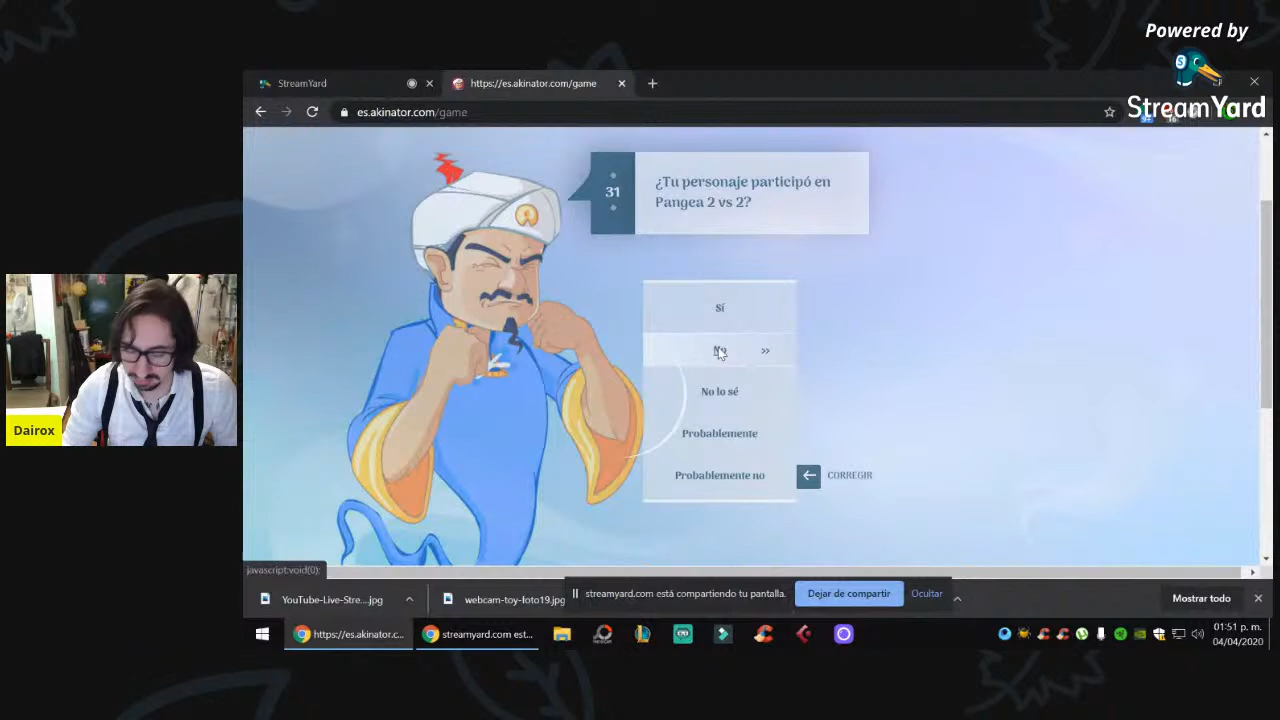 Powered by
StreamYard
StreamYard
https://es.akinator.com/game
es.akinator.com/game
31
¿Tu personaje participó en
Pangea 2 vs 2?
Sí
No
No lo sé
Probablemente
Probablemente no
CORREGIR
Dairox
javascript:void(0);
YouTube-Live-Stre....jpg
webcam-toy-foto19.jpg
streamyard.com está compartiendo tu pantalla.
Dejar de compartir
Ocultar
Mostrar todo
https://es.akinator.c...
streamyard.com est...
01:51 p. m.
04/04/2020